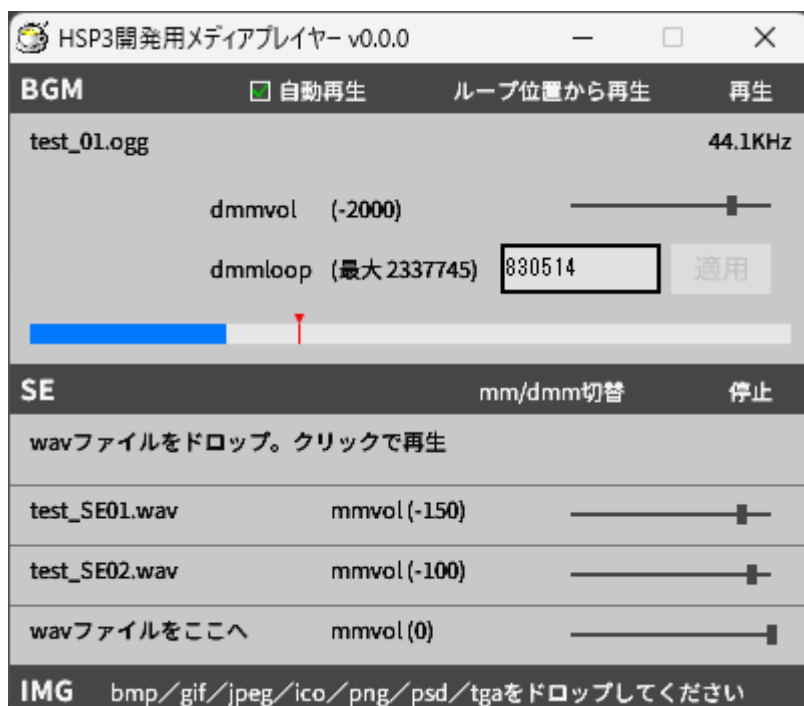 HSP3開発用メディアプレイヤー v0.0.0
BGM 自動再生 ループ位置から再生 再生
test_01.ogg 44.1KHz
dmmvol (-2000)
dmmloop (最大 2337745) 830514 適用
SE mm/dmm切替 停止
wavファイルをドロップ。クリックで再生
test_SE01.wav mmvol(-150)
test_SE02.wav mmvol(-100)
wavファイルをここへ mmvol(0)
IMG bmp/gif/jpeg/ico/png/psd/tgaをドロップしてください